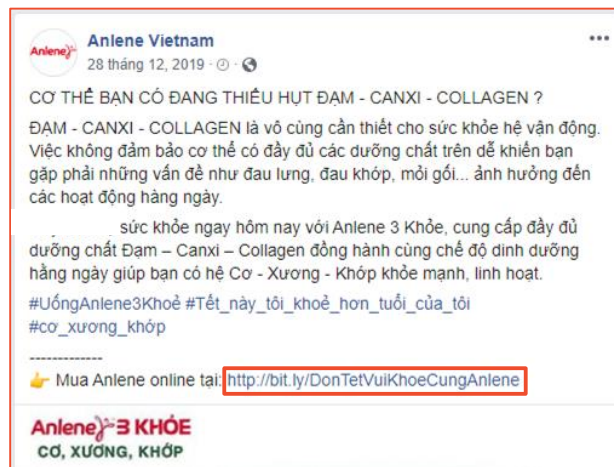 Anlene
Anlene Vietnam
28 tháng 12, 2019
CƠ THỂ BẠN CÓ ĐANG THIẾU HỤT ĐẠM - CANXI - COLLAGEN ?
ĐẠM - CANXI - COLLAGEN là vô cùng cần thiết cho sức khỏe hệ vận động.
Việc không đảm bảo cơ thể có đầy đủ các dưỡng chất trên dễ khiến bạn
gặp phải những vấn đề như đau lưng, đau khớp, mỏi gối... ảnh hưởng đến
các hoạt động hàng ngày.
sức khỏe ngay hôm nay với Anlene 3 Khỏe, cung cấp đầy đủ
dưỡng chất Đạm – Canxi – Collagen đồng hành cùng chế độ dinh dưỡng
hằng ngày giúp bạn có hệ Cơ - Xương - Khớp khỏe mạnh, linh hoạt.
#UốngAnlene3Khoẻ #Tết_này_tôi_khoẻ_hơn_tuổi_của_tôi
#cơ_xương_khớp
-------------
👉 Mua Anlene online tại: http://bit.ly/DonTetVuiKhoeCungAnlene
Anlene 3 KHỎE
CƠ, XƯƠNG, KHỚP